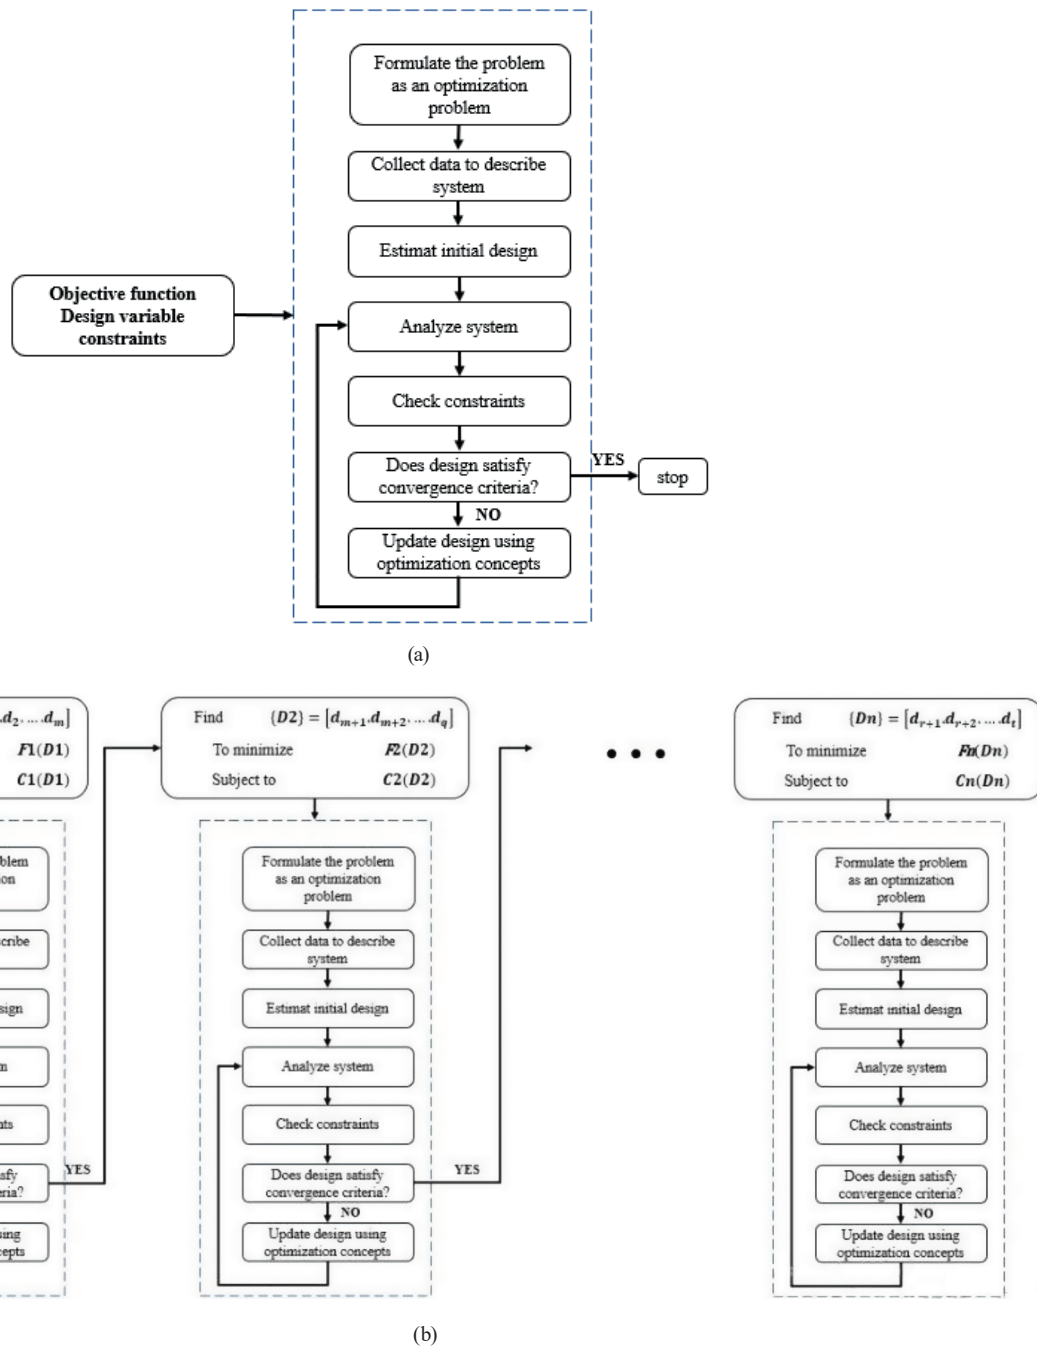 Formulate the problem
as an optimization
problem
Collect data to describe
system
Estimat initial design
Objective function
Design variable
constraints
Analyze system
Check constraints
Does design satisfy
convergence criteria?
YES
stop
NO
Update design using
optimization concepts
(a)
.d₂. ... .dₘ]
F1(D1)
C1(D1)
YES
Find {D2} = [dₘ₊₁.dₘ₊₂. ... .d_q]
To minimize F2(D2)
Subject to C2(D2)
Formulate the problem
as an optimization
problem
Collect data to describe
system
Estimat initial design
Analyze system
Check constraints
Does design satisfy
convergence criteria?
YES
NO
Update design using
optimization concepts
• • •
Find {Dn} = [dᵣ₊₁.dᵣ₊₂. ... .dₜ]
To minimize Fn(Dn)
Subject to Cn(Dn)
Formulate the problem
as an optimization
problem
Collect data to describe
system
Estimat initial design
Analyze system
Check constraints
Does design satisfy
convergence criteria?
NO
Update design using
optimization concepts
(b)